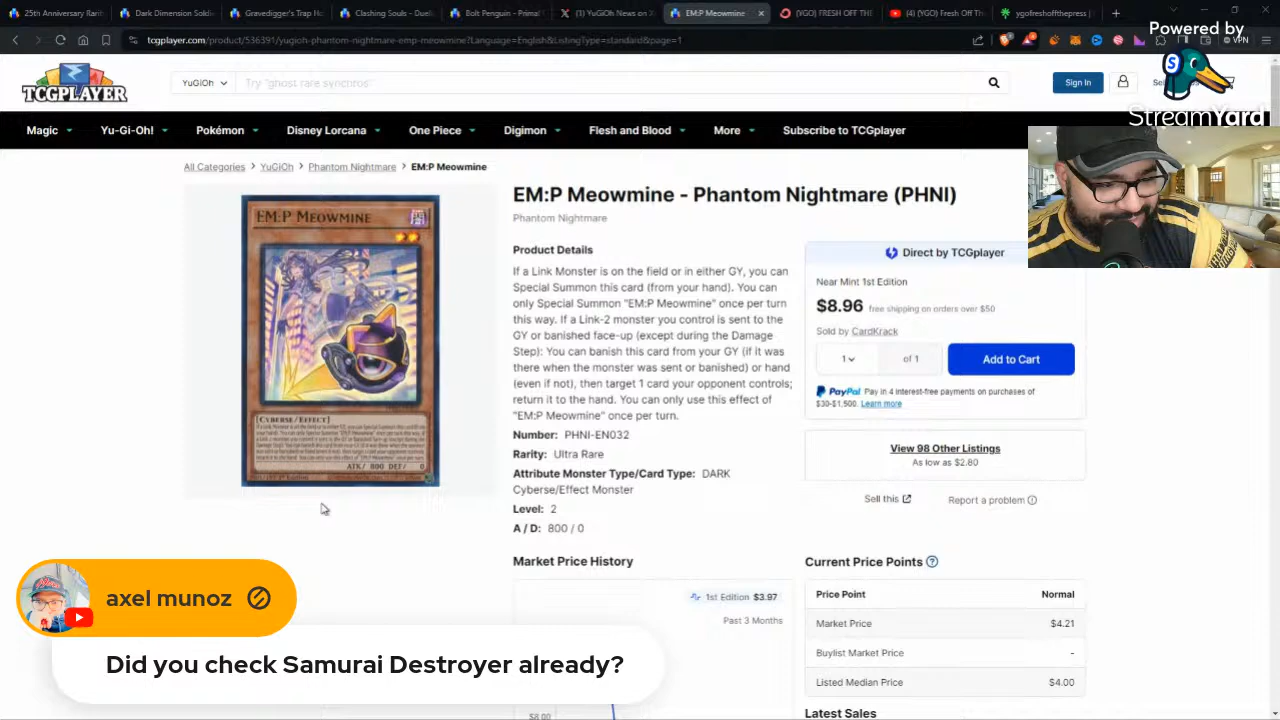 25th Anniversary Rarit
Dark Dimension Soldi
Gravedigger's Trap Ho
Clashing Souls - Duel
Bolt Penguin - Primal
(1) YuGiOh News on X
EM:P Meowmine
(YGO) FRESH OFF THE
(4) (YGO) Fresh Off The
ygofreshoffthepress |
tcgplayer.com/product/536391/yugioh-phantom-nightmare-emp-meowmine?Language=English&ListingType=standard&page=1
VPN
Powered by
StreamYard
TCGPLAYER
YuGiOh
Try "ghost rare synchros"
Sign In
Magic
Yu-Gi-Oh!
Pokémon
Disney Lorcana
One Piece
Digimon
Flesh and Blood
More
Subscribe to TCGplayer
All Categories > YuGiOh > Phantom Nightmare > EM:P Meowmine
EM:P MEOWMINE
[CYBERSE/EFFECT]
ATK/ 800 DEF/ 0
EM:P Meowmine - Phantom Nightmare (PHNI)
Phantom Nightmare
Product Details
If a Link Monster is on the field or in either GY, you can
Special Summon this card (from your hand). You can
only Special Summon "EM:P Meowmine" once per turn
this way. If a Link-2 monster you control is sent to the
GY or banished face-up (except during the Damage
Step): You can banish this card from your GY (if it was
there when the monster was sent or banished) or hand
(even if not), then target 1 card your opponent controls;
return it to the hand. You can only use this effect of
"EM:P Meowmine" once per turn.
Number: PHNI-EN032
Rarity: Ultra Rare
Attribute Monster Type/Card Type: DARK
Cyberse/Effect Monster
Level: 2
A / D: 800 / 0
Direct by TCGplayer
Near Mint 1st Edition
$8.96 free shipping on orders over $50
Sold by CardKrack
1
of 1
Add to Cart
PayPal Pay in 4 interest-free payments on purchases of
$30-$1,500. Learn more
View 98 Other Listings
As low as $2.80
Sell this
Report a problem
Market Price History
1st Edition $3.97
Past 3 Months
$8.00
Current Price Points
Price Point Normal
Market Price $4.21
Buylist Market Price -
Listed Median Price $4.00
Latest Sales
axel munoz
Did you check Samurai Destroyer already?